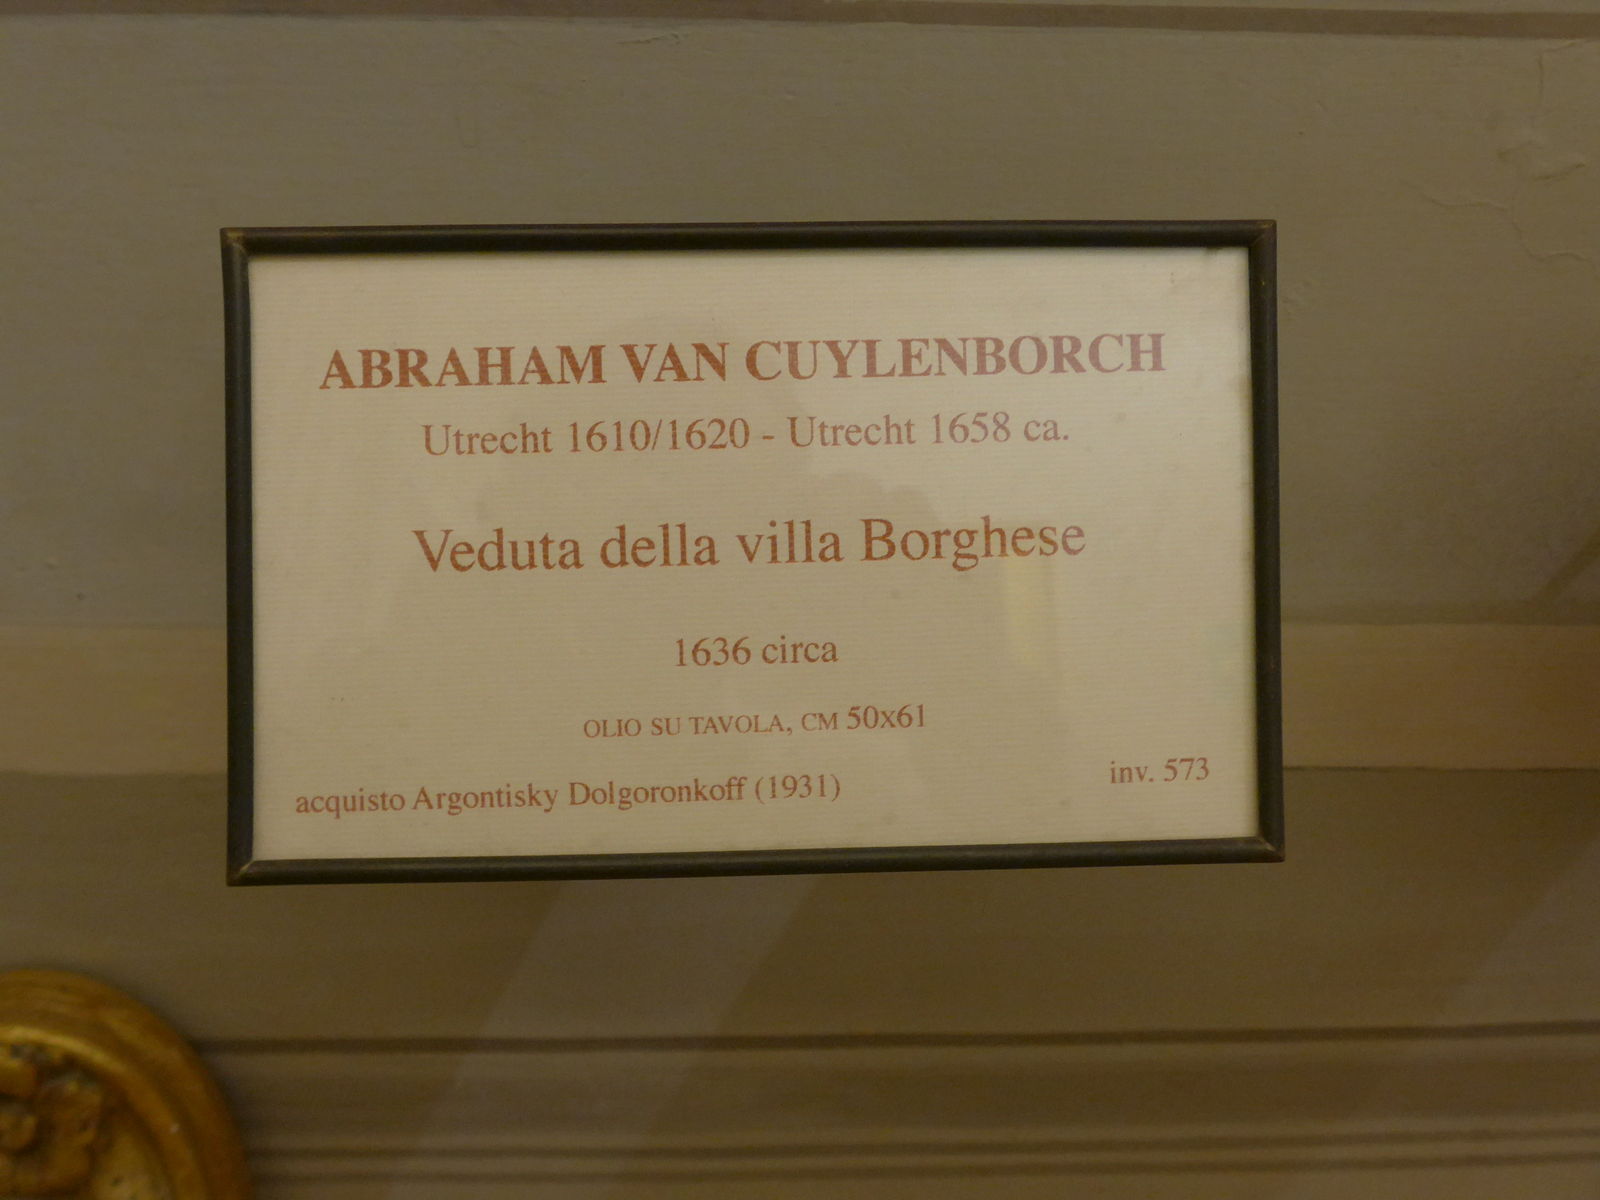 ABRAHAM VAN CUYLENBORCH
Utrecht 1610/1620 - Utrecht 1658 ca.
Veduta della villa Borghese
1636 circa
OLIO SU TAVOLA, CM 50x61
inv. 573
acquisto Argontisky Dolgoronkoff (1931)